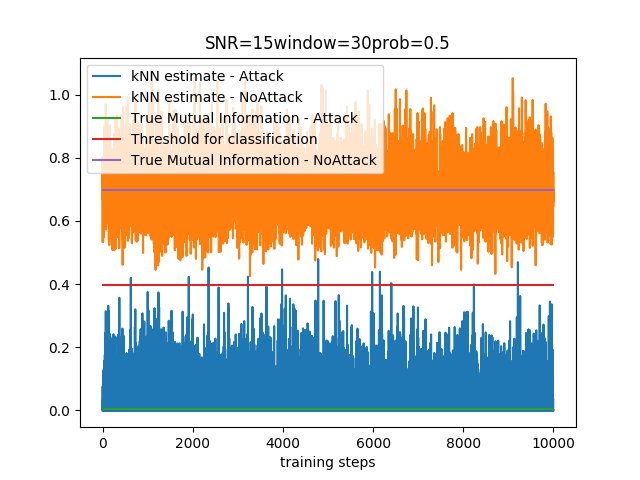 SNR=15window=30prob=0.5
kNN estimate - Attack
kNN estimate - NoAttack
True Mutual Information - Attack
Threshold for classification
True Mutual Information - NoAttack
1.0
0.8
0.6
0.4
0.2
0.0
0 2000 4000 6000 8000 10000
training steps